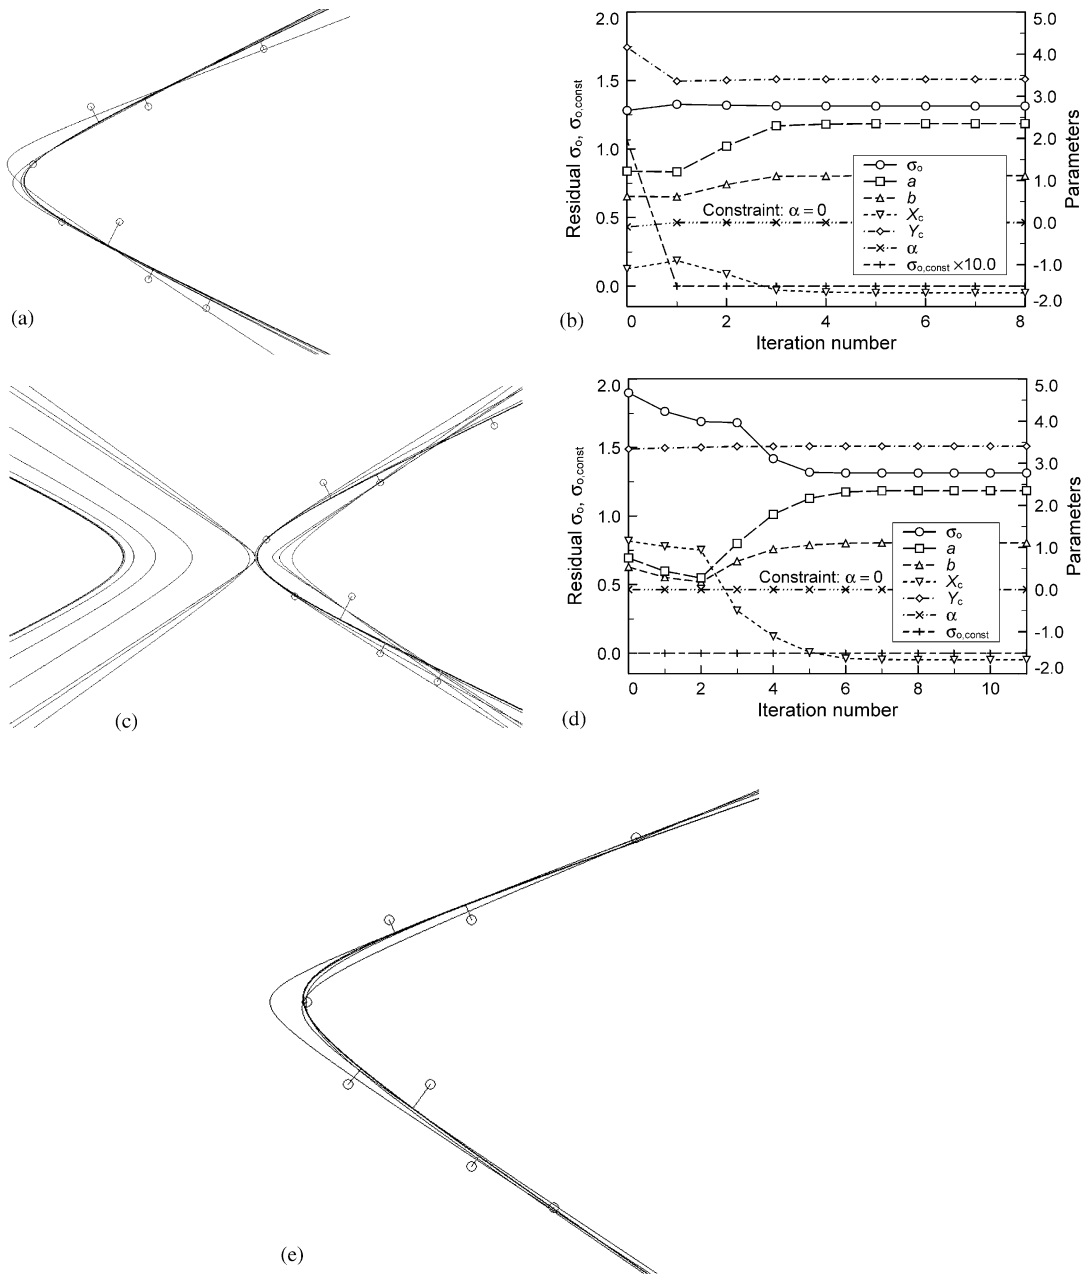 (a)
2.0
1.5
1.0
0.5
0.0
Residual σo, σo,const
5.0
4.0
3.0
2.0
1.0
0.0
-1.0
-2.0
Parameters
Constraint: α = 0
σo
a
b
Xc
Yc
α
σo,const ×10.0
0 2 4 6 8
Iteration number
(b)
(c)
2.0
1.5
1.0
0.5
0.0
Residual σo, σo,const
5.0
4.0
3.0
2.0
1.0
0.0
-1.0
-2.0
Parameters
Constraint: α = 0
σo
a
b
Xc
Yc
α
σo,const
0 2 4 6 8 10
Iteration number
(d)
(e)